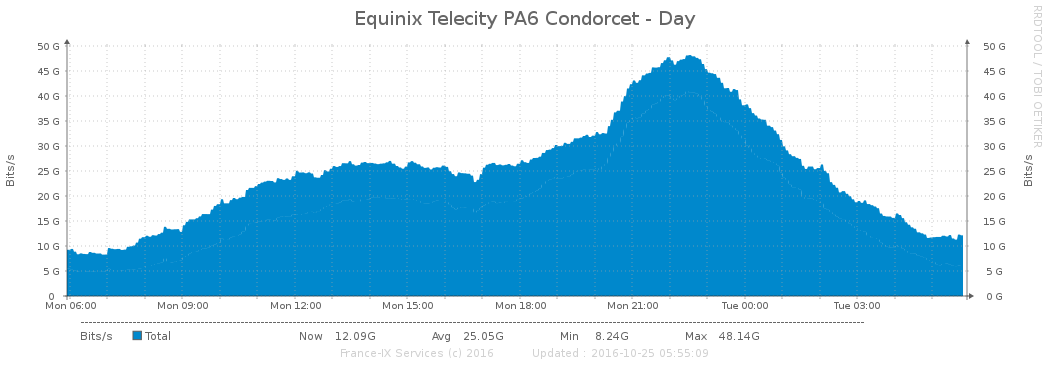 Equinix Telecity PA6 Condorcet - Day
RRDTOOL / TOBI OETIKER
Bits/s
50 G 50 G
45 G 45 G
40 G 40 G
35 G 35 G
30 G 30 G
25 G 25 G
20 G 20 G
15 G 15 G
10 G 10 G
5 G 5 G
0 0 G
Bits/s
Mon 06:00 Mon 09:00 Mon 12:00 Mon 15:00 Mon 18:00 Mon 21:00 Tue 00:00 Tue 03:00
Bits/s Total Now 12.09G Avg 25.05G Min 8.24G Max 48.14G
France-IX Services (c) 2016 Updated : 2016-10-25 05:55:09